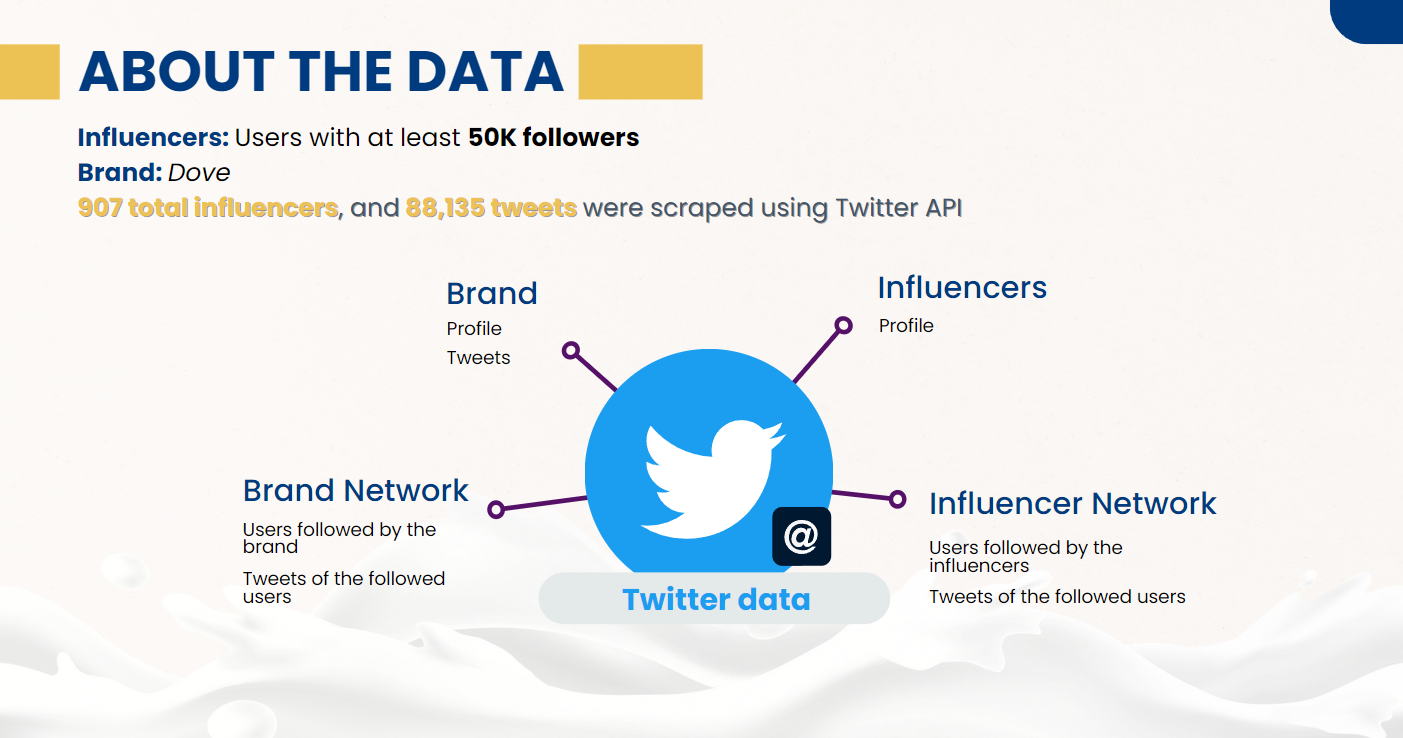 ABOUT THE DATA
Influencers: Users with at least 50K followers
Brand: Dove
907 total influencers, and 88,135 tweets were scraped using Twitter API
Brand
Profile
Tweets
Influencers
Profile
Brand Network
Users followed by the
brand
Tweets of the followed
users
Influencer Network
Users followed by the
influencers
Tweets of the followed users
@
Twitter data